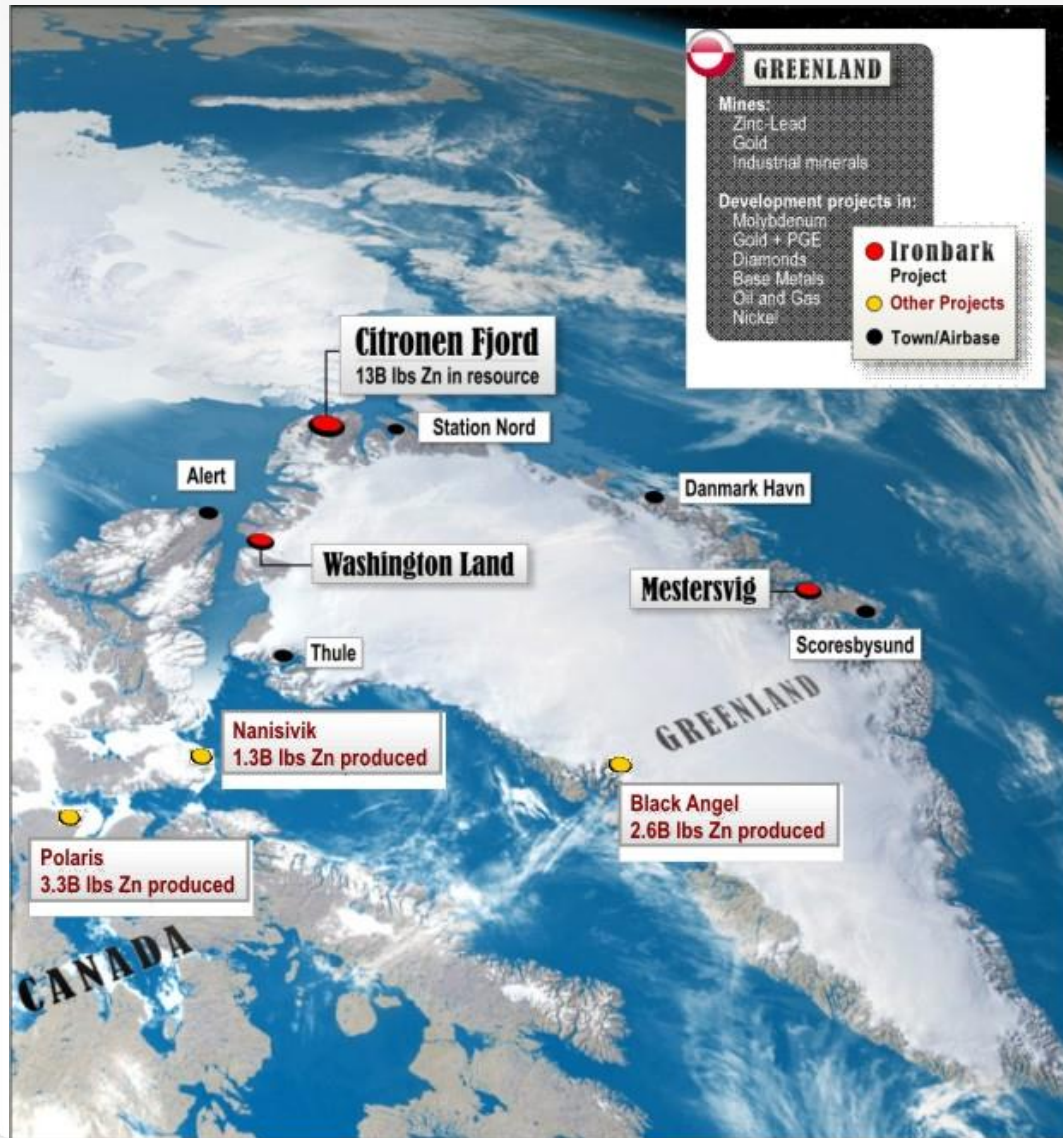 GREENLAND
Mines:
Zinc-Lead
Gold
Industrial minerals
Development projects in:
Molybdenum
Gold + PGE
Diamonds
Base Metals
Oil and Gas
Nickel
Ironbark
Project
Other Projects
Town/Airbase
Citronen Fjord
13B lbs Zn in resource
Station Nord
Alert
Danmark Havn
Washington Land
Mestersvig
Scoresbysund
Thule
GREENLAND
Nanisivik
1.3B lbs Zn produced
Black Angel
2.6B lbs Zn produced
Polaris
3.3B lbs Zn produced
CANADA